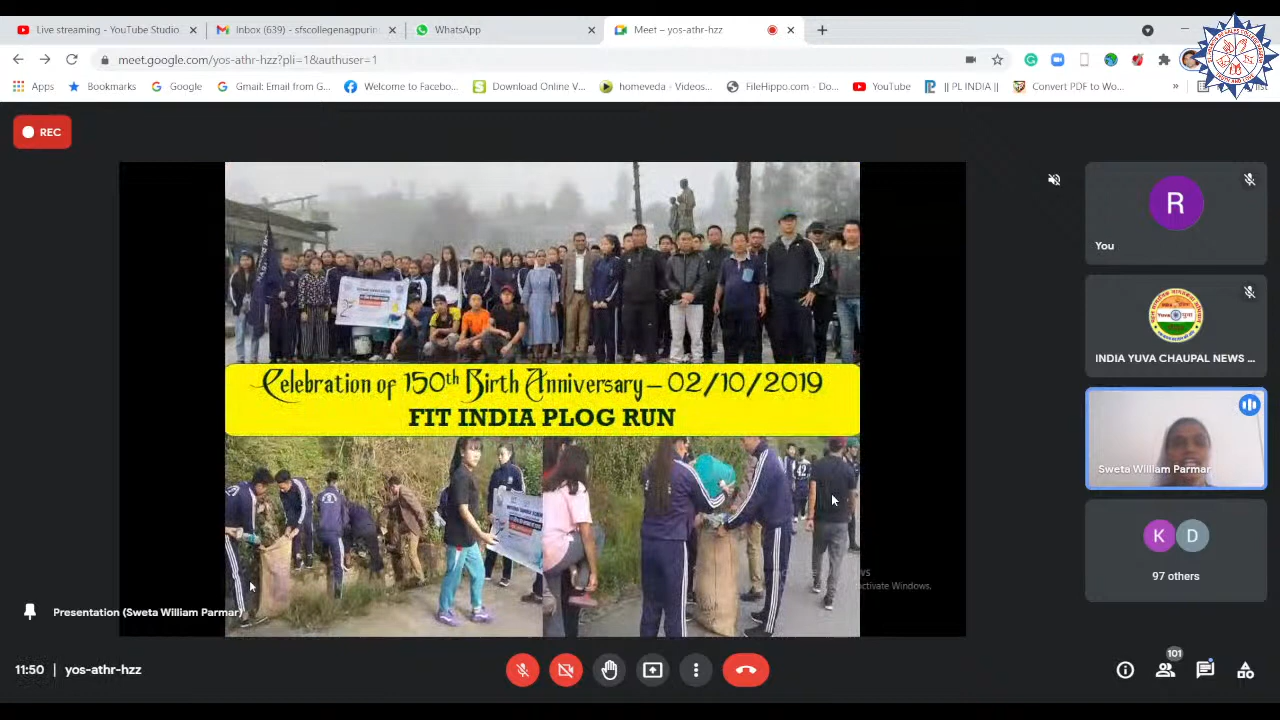 Live streaming - YouTube Studio
Inbox (639) - sfscollegenagpurin
WhatsApp
Meet – yos-athr-hzz
meet.google.com/yos-athr-hzz?pli=1&authuser=1
Apps
Bookmarks
Google
Gmail: Email from G...
Welcome to Facebo...
Download Online V...
homeveda - Videos...
FileHippo.com - Do...
YouTube
|| PL INDIA ||
Convert PDF to Wo...
»
REC
R
You
INDIA YUVA CHAUPAL NEWS ...
Celebration of 150th Birth Anniversary – 02/10/2019
FIT INDIA PLOG RUN
Sweta William Parmar
K
D
97 others
Presentation (Sweta William Parmar)
11:50 | yos-athr-hzz
101